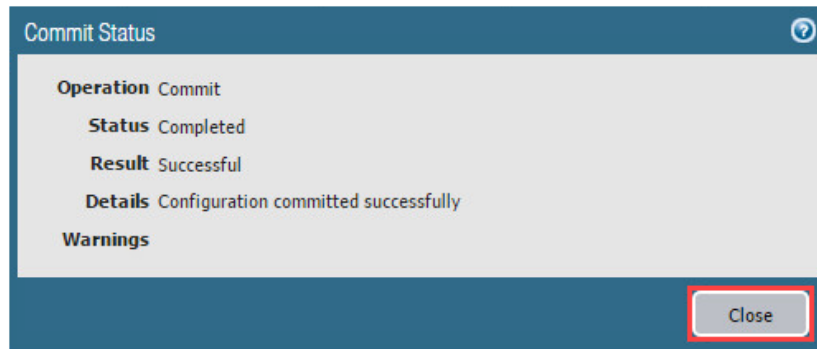 Commit Status
Operation Commit
Status Completed
Result Successful
Details Configuration committed successfully
Warnings
Close